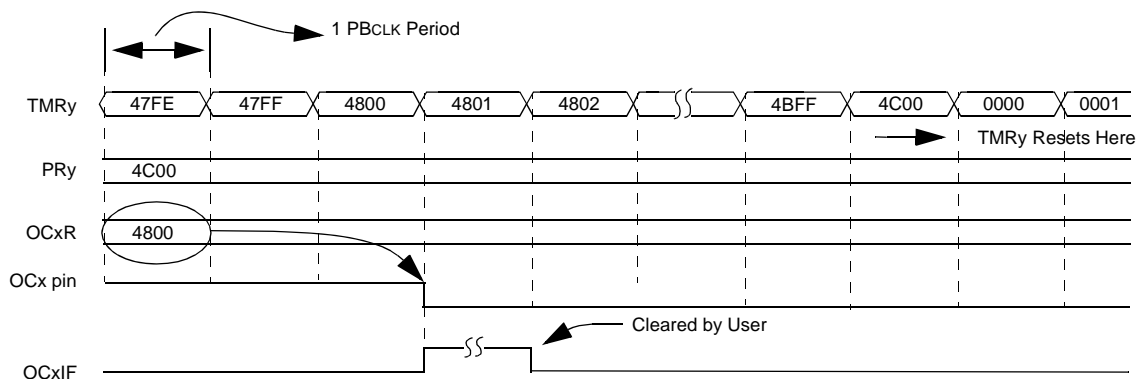 1 PBCLK Period
TMRy 47FE 47FF 4800 4801 4802 4BFF 4C00 0000 0001
TMRy Resets Here
PRy 4C00
OCxR 4800
OCx pin
Cleared by User
OCxIF